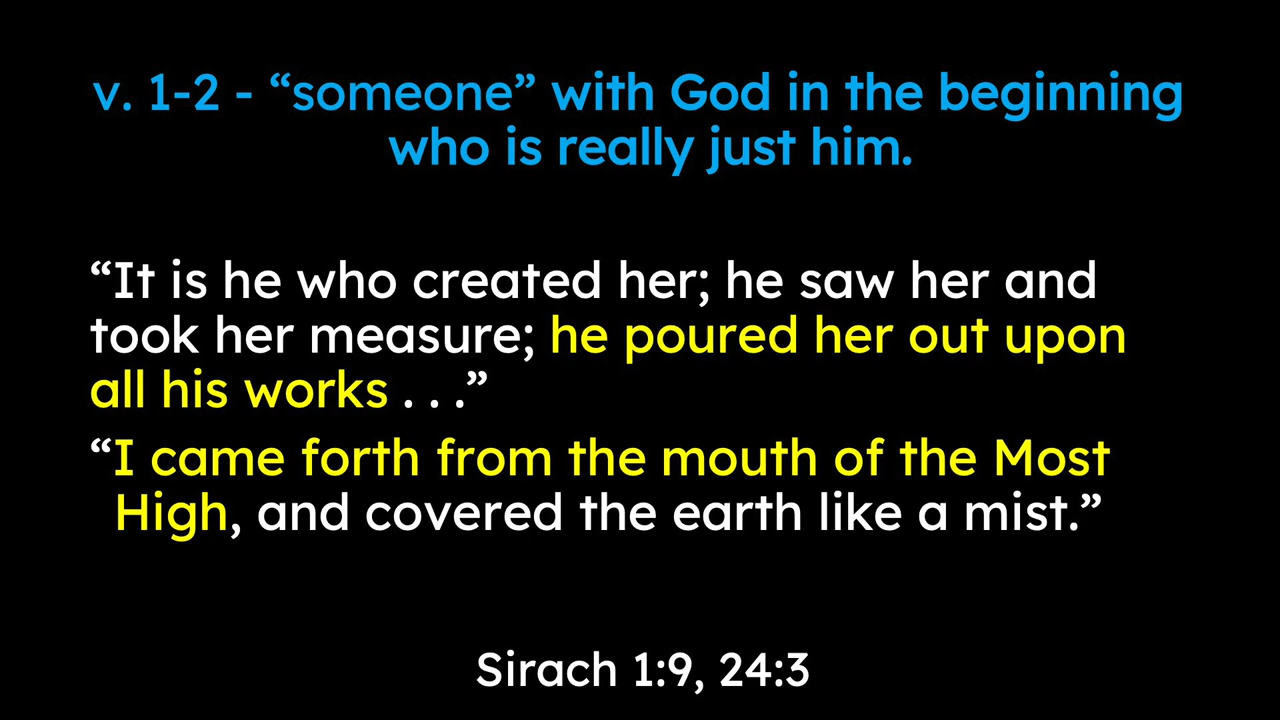 v. 1-2 - “someone” with God in the beginning
who is really just him.
“It is he who created her; he saw her and
took her measure; he poured her out upon
all his works . . .”
“I came forth from the mouth of the Most
High, and covered the earth like a mist.”
Sirach 1:9, 24:3